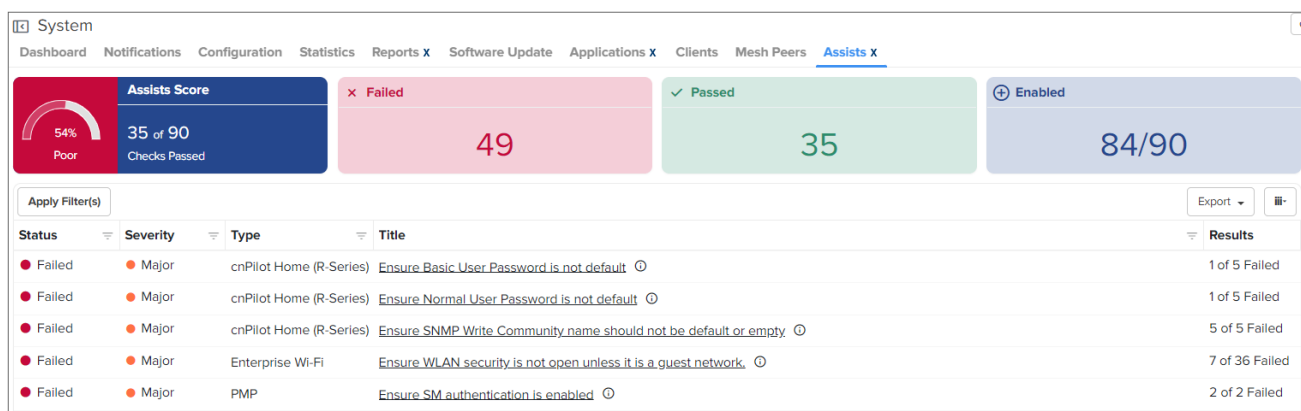 System
Dashboard Notifications Configuration Statistics Reports x Software Update Applications x Clients Mesh Peers Assists x
Assists Score
54%
Poor
35 of 90
Checks Passed
× Failed
49
✓ Passed
35
Enabled
84/90
Apply Filter(s)
Export
Status Severity Type Title Results
Failed Major cnPilot Home (R-Series) Ensure Basic User Password is not default 1 of 5 Failed
Failed Major cnPilot Home (R-Series) Ensure Normal User Password is not default 1 of 5 Failed
Failed Major cnPilot Home (R-Series) Ensure SNMP Write Community name should not be default or empty 5 of 5 Failed
Failed Major Enterprise Wi-Fi Ensure WLAN security is not open unless it is a guest network. 7 of 36 Failed
Failed Major PMP Ensure SM authentication is enabled 2 of 2 Failed